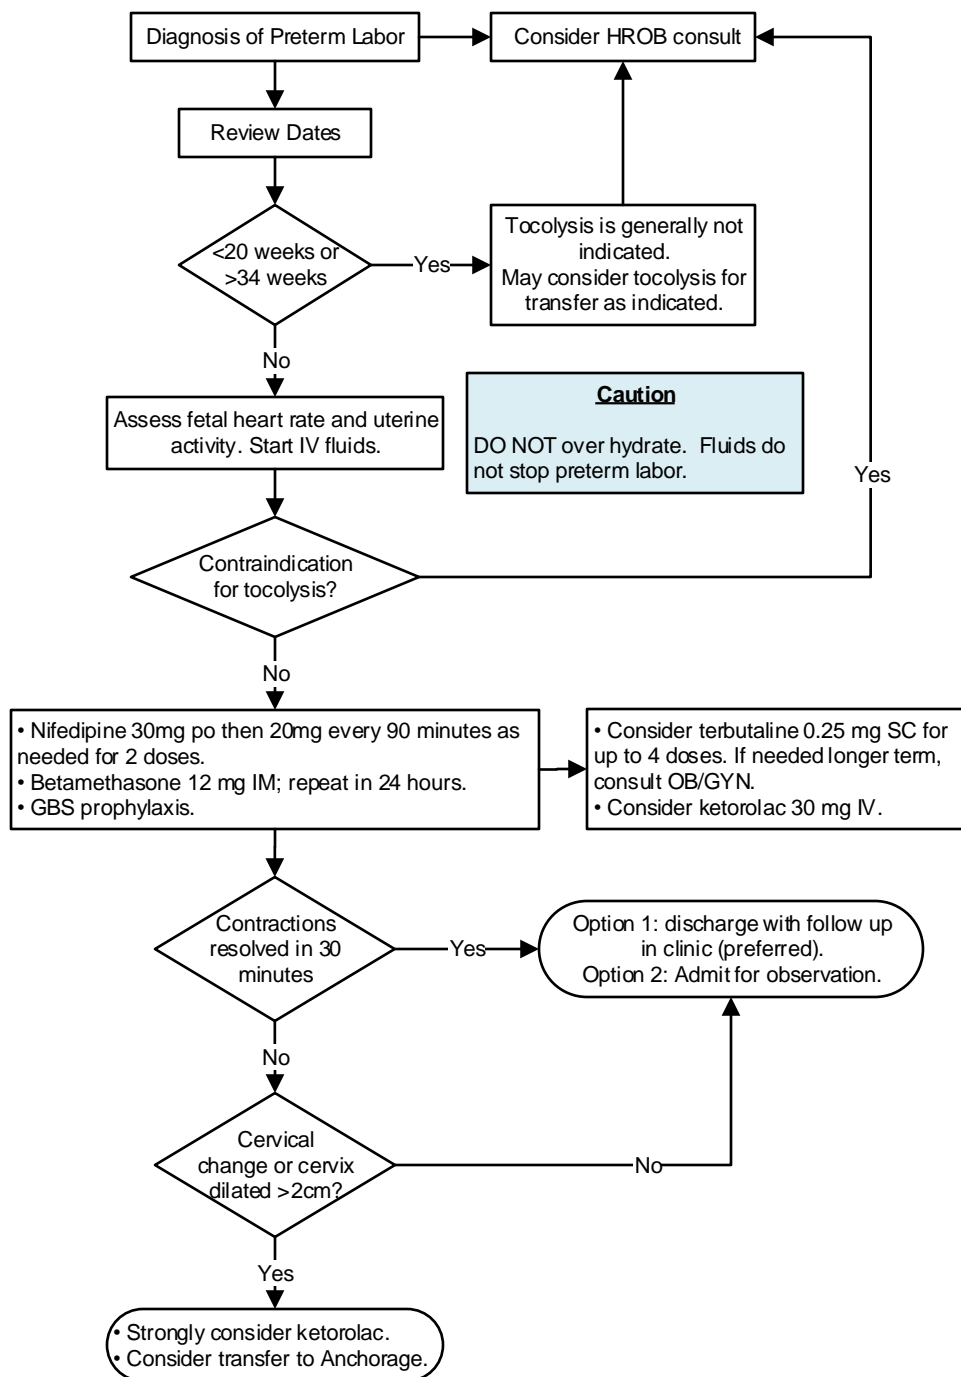 Diagnosis of Preterm Labor
Consider HROB consult
Review Dates
<20 weeks or
>34 weeks
Yes
Tocolysis is generally not
indicated.
May consider tocolysis for
transfer as indicated.
No
Assess fetal heart rate and uterine
activity. Start IV fluids.
Caution
DO NOT over hydrate.  Fluids do
not stop preterm labor.
Yes
Contraindication
for tocolysis?
No
• Nifedipine 30mg po then 20mg every 90 minutes as
needed for 2 doses.
• Betamethasone 12 mg IM; repeat in 24 hours.
• GBS prophylaxis.
• Consider terbutaline 0.25 mg SC for
up to 4 doses. If needed longer term,
consult OB/GYN.
• Consider ketorolac 30 mg IV.
Contractions
resolved in 30
minutes
Yes
Option 1: discharge with follow up
in clinic (preferred).
Option 2: Admit for observation.
No
Cervical
change or cervix
dilated >2cm?
No
Yes
• Strongly consider ketorolac.
• Consider transfer to Anchorage.